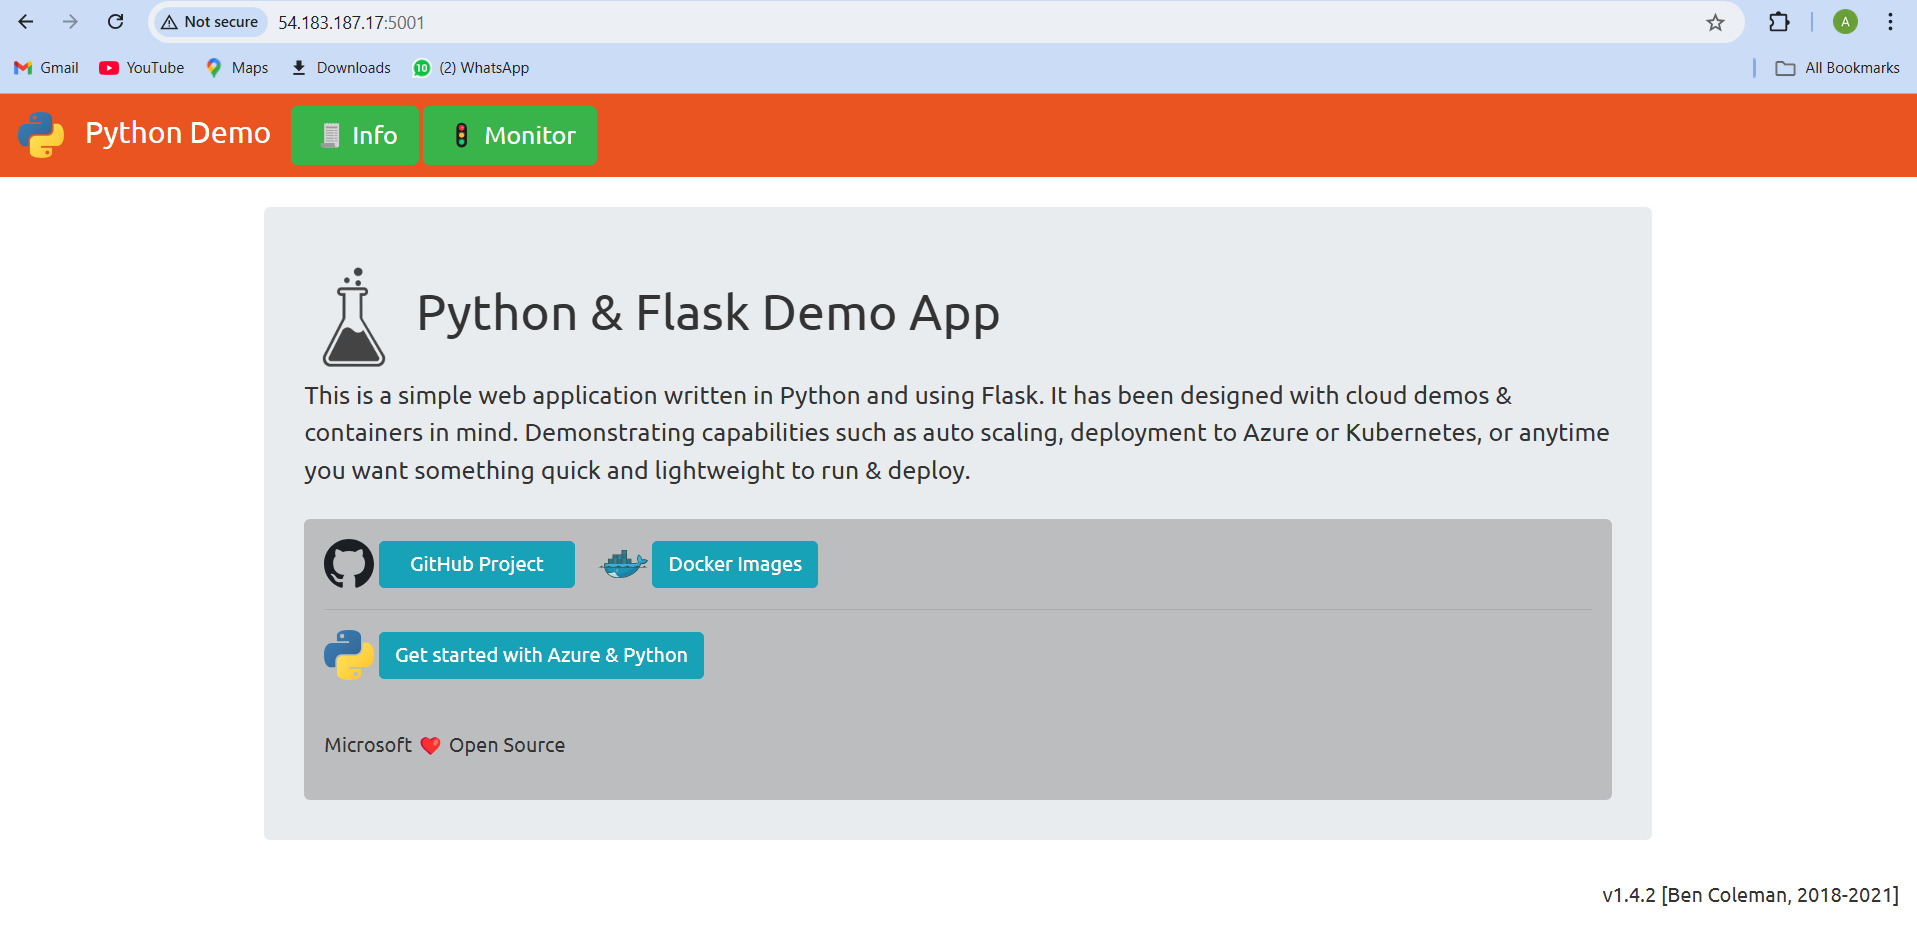 Not secure 54.183.187.17:5001 A
Gmail YouTube Maps Downloads 10 (2) WhatsApp All Bookmarks
Python Demo Info Monitor
Python & Flask Demo App
This is a simple web application written in Python and using Flask. It has been designed with cloud demos &
containers in mind. Demonstrating capabilities such as auto scaling, deployment to Azure or Kubernetes, or anytime
you want something quick and lightweight to run & deploy.
GitHub Project Docker Images
Get started with Azure & Python
Microsoft ❤️ Open Source
v1.4.2 [Ben Coleman, 2018-2021]